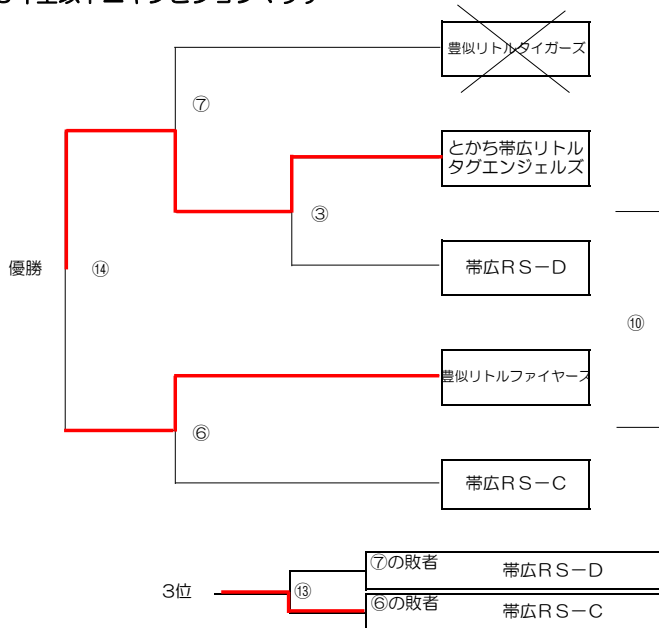 豊似リトルタイガーズ
⑦
とかち帯広リトル
タグエンジェルズ
③
優勝
⑭
帯広RS－D
⑩
豊似リトルファイヤーズ
⑥
帯広RS－C
⑦の敗者
帯広RS－D
3位
⑬
⑥の敗者
帯広RS－C